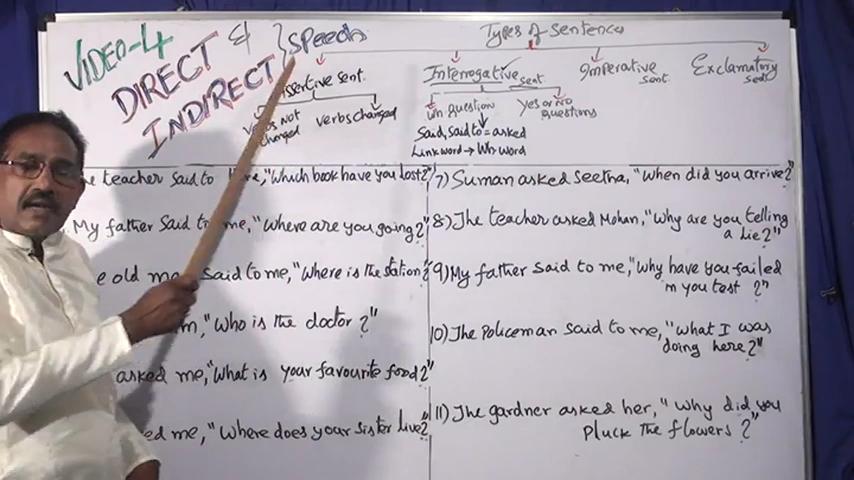 VIDEO-4
DIRECT &
INDIRECT } Speech
Types of Sentences
ssertive sent.
verbs not changed
verbs changed
Interrogative sent
wh question
yes or no questions
Said, said to = asked
Link word → Wh word
Imperative sent
Exclamatory sent
e teacher said to re, "Which book have you lost?"
My father said to me, "Where are you going?"
e old me said to me, "Where is the station?"
m, "Who is the doctor?"
asked me, "What is your favourite food?"
ed me, "Where does your sister live?"
7) Suman asked Seetha, "When did you arrive?"
8) The teacher asked Mohan, "Why are you telling
a lie?"
9) My father said to me, "Why have you failed
in you test?"
10) The Policeman said to me, "What I was
doing here?"
11) The gardner asked her, "Why did you
pluck the flowers?"